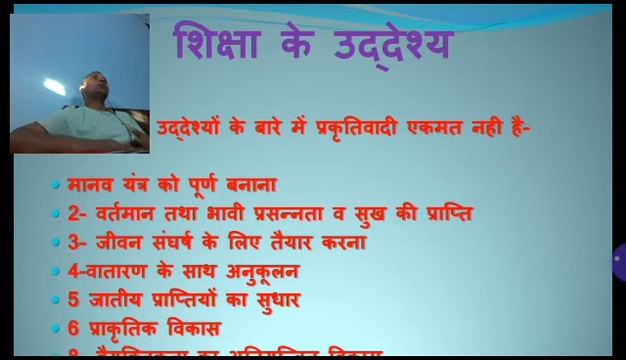 शिक्षा के उद्देश्य
उद्देश्यों के बारे में प्रकृतिवादी एकमत नही है-
मानव यंत्र को पूर्ण बनाना
2- वर्तमान तथा भावी प्रसन्नता व सुख की प्राप्ति
3- जीवन संघर्ष के लिए तैयार करना
4-वातारण के साथ अनुकूलन
5 जातीय प्राप्तियों का सुधार
6 प्राकृतिक विकास